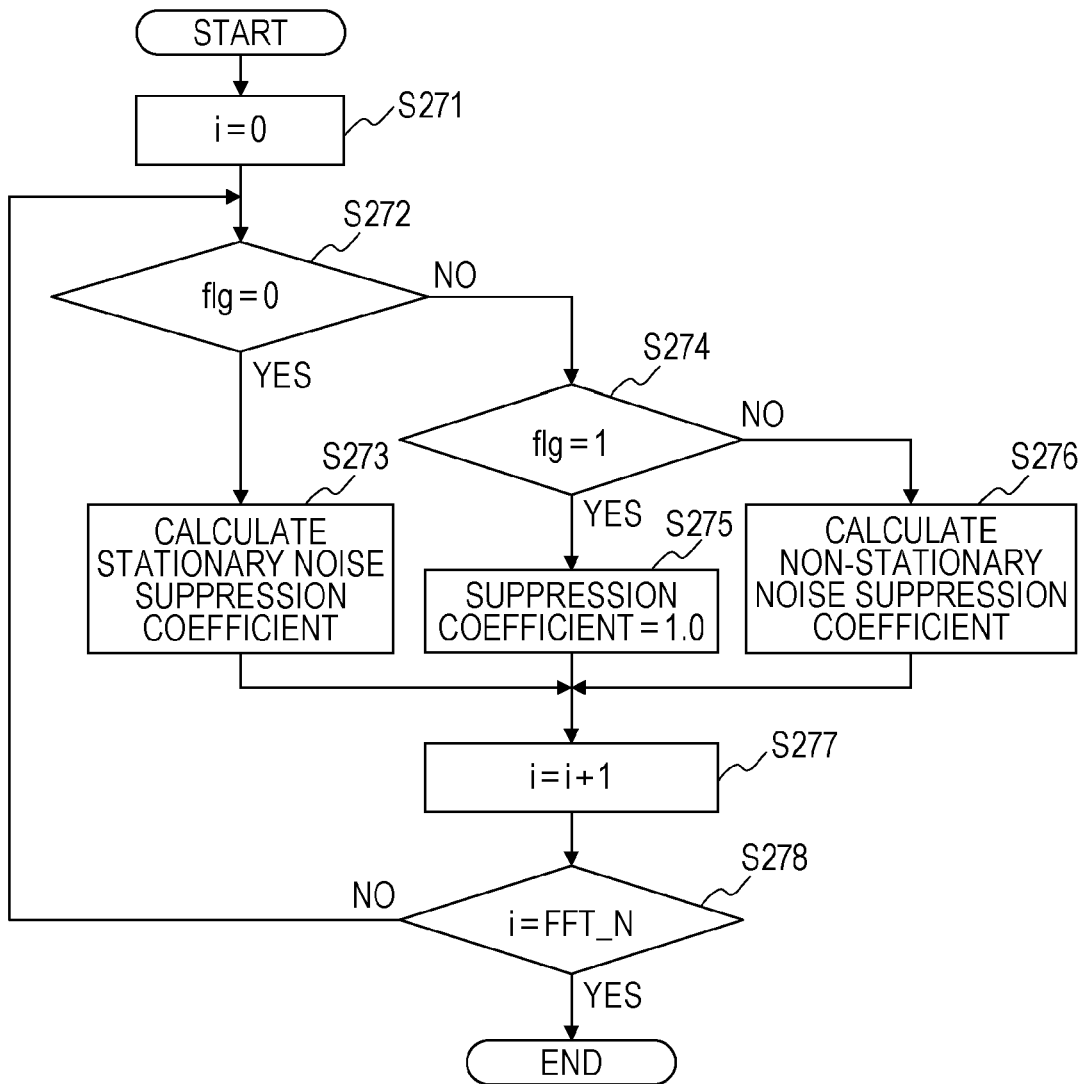 START
S271
i=0
S272
flg=0
NO
YES
S274
flg=1
NO
YES
S273
CALCULATE
STATIONARY NOISE
SUPPRESSION
COEFFICIENT
S275
SUPPRESSION
COEFFICIENT=1.0
S276
CALCULATE
NON-STATIONARY
NOISE SUPPRESSION
COEFFICIENT
S277
i=i+1
S278
i=FFT_N
NO
YES
END